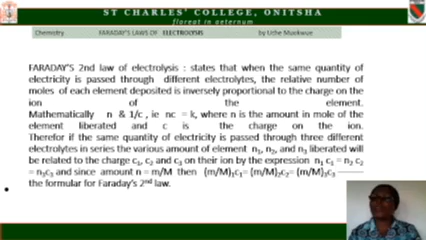 ST CHARLES' COLLEGE, ONITSHA
floreat in aeternum
Chemistry FARADAY'S LAWS OF ELECTROLYSIS by Uche Muokwue
FARADAY'S 2nd law of electrolysis : states that when the same quantity of
electricity is passed through different electrolytes, the relative number of
moles of each element deposited is inversely proportional to the charge on the
ion of the element.
Mathematically n & 1/c , ie nc = k, where n is the amount in mole of the
element liberated and c is the charge on the ion.
Therefor if the same quantity of electricity is passed through three different
electrolytes in series the various amount of element n₁, n₂, and n₃ liberated will
be related to the charge c₁, c₂ and c₃ on their ion by the expression n₁ c₁ = n₂ c₂
= n₃c₃ and since amount n = m/M then (m/M)₁c₁= (m/M)₂c₂= (m/M)₃c₃ ———
the formular for Faraday's 2ⁿᵈ law.